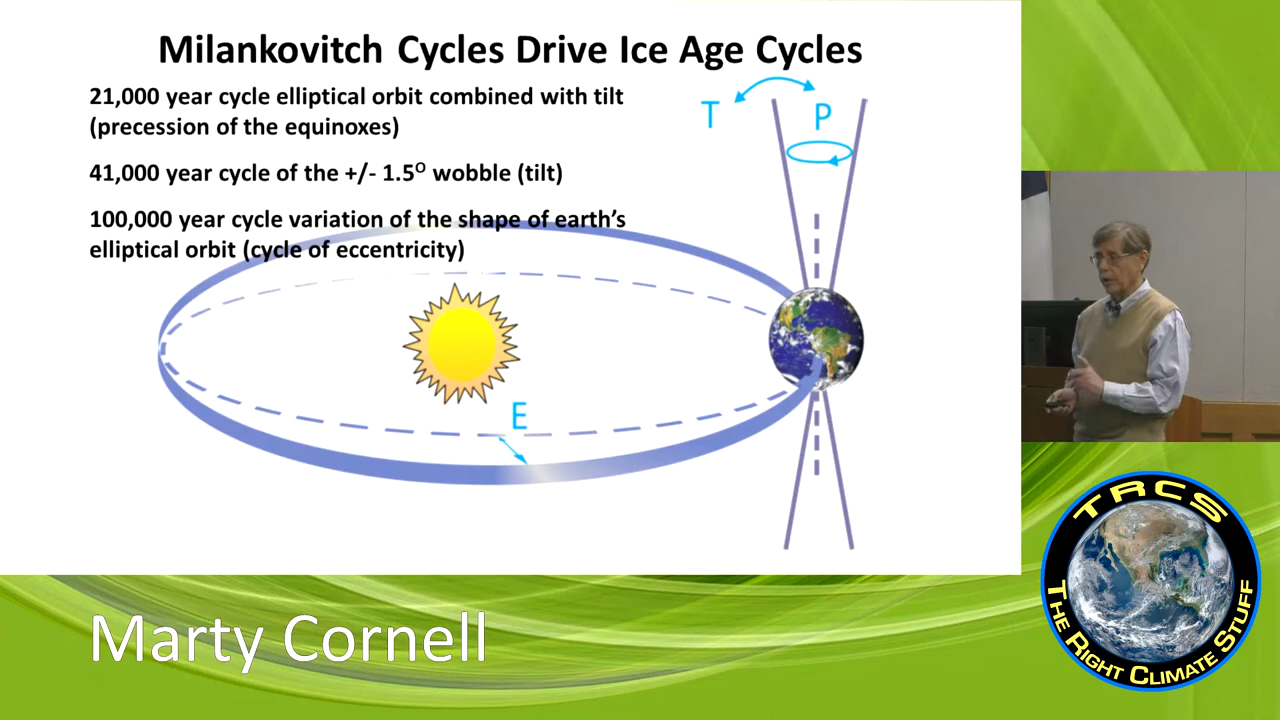 Milankovitch Cycles Drive Ice Age Cycles
21,000 year cycle elliptical orbit combined with tilt
(precession of the equinoxes)
41,000 year cycle of the +/- 1.5⁰ wobble (tilt)
100,000 year cycle variation of the shape of earth’s
elliptical orbit (cycle of eccentricity)
T
P
E
Marty Cornell
TRCS
THE RIGHT CLIMATE STUFF